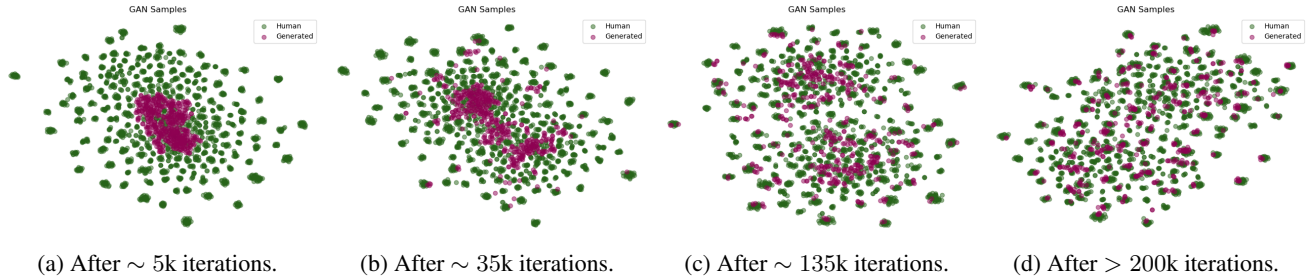 GAN Samples
Human
Generated
GAN Samples
Human
Generated
GAN Samples
Human
Generated
GAN Samples
Human
Generated
(a) After ∼ 5k iterations.
(b) After ∼ 35k iterations.
(c) After ∼ 135k iterations.
(d) After > 200k iterations.